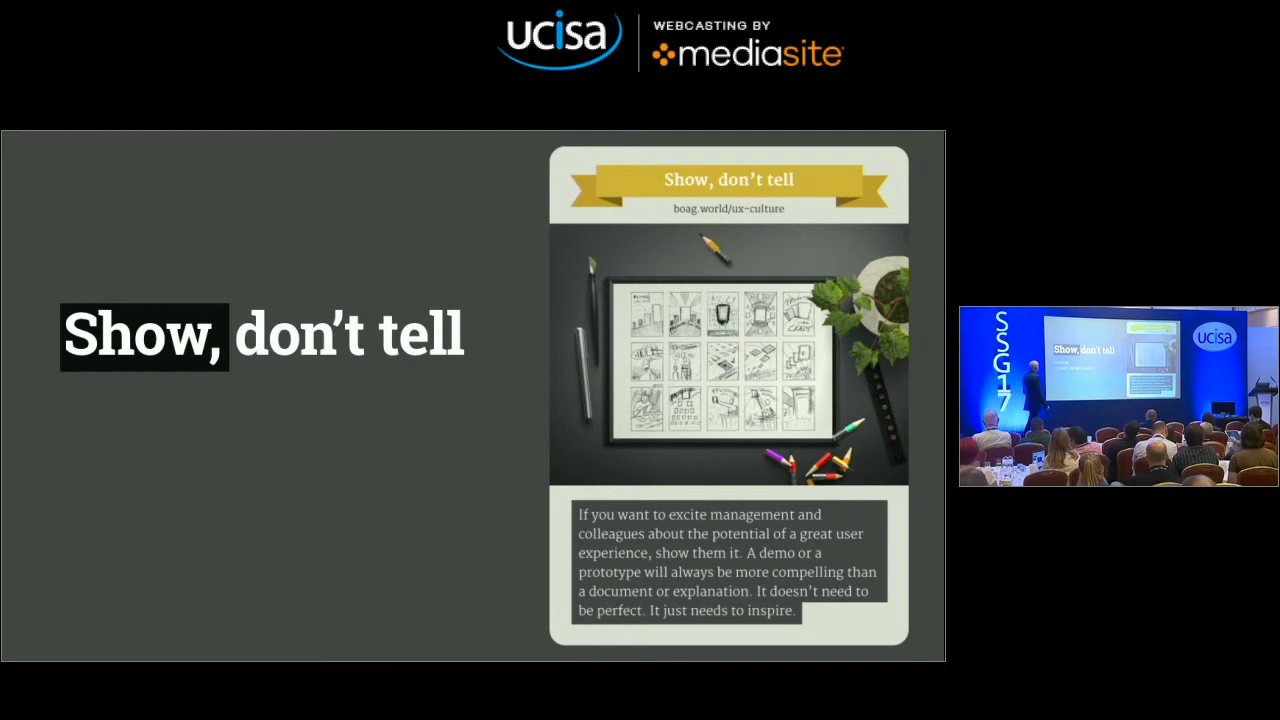 ucisa
WEBCASTING BY
mediasite
Show, don't tell
Show, don't tell
boag.world/ux-culture
If you want to excite management and
colleagues about the potential of a great user
experience, show them it. A demo or a
prototype will always be more compelling than
a document or explanation. It doesn't need to
be perfect. It just needs to inspire.
SSG17
Show, don't tell
ucisa